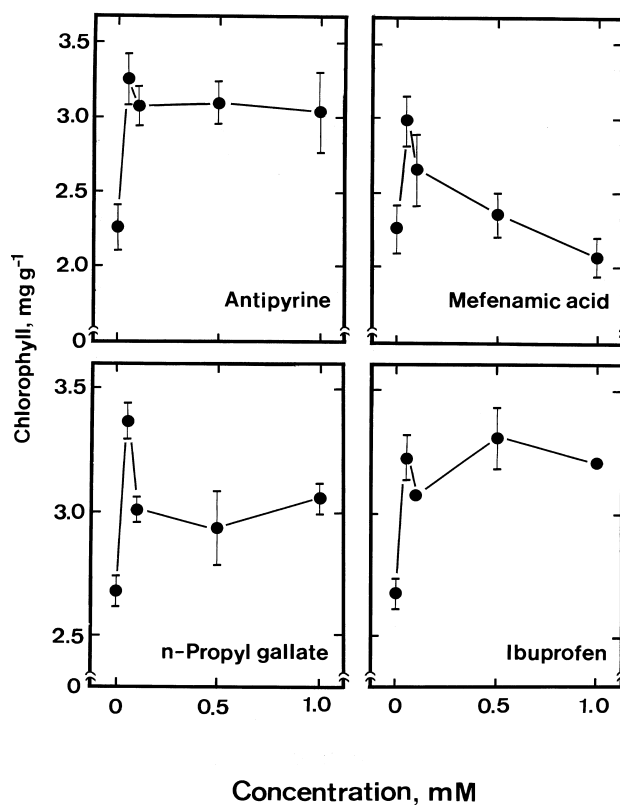 3.5
3.0
2.5
2.0
0
Antipyrine
Mefenamic acid
Chlorophyll, mg g⁻¹
3.5
3.0
2.5
0
n-Propyl gallate
Ibuprofen
0 0.5 1.0
0 0.5 1.0
Concentration, mM